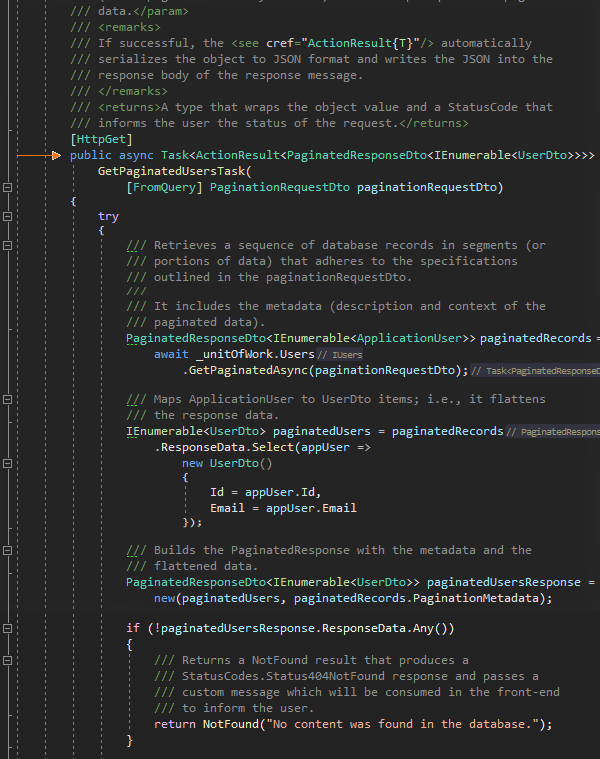 /// data.</param>
/// <remarks>
/// If successful, the <see cref="ActionResult{T}"/> automatically
/// serializes the object to JSON format and writes the JSON into the
/// response body of the response message.
/// </remarks>
/// <returns>A type that wraps the object value and a StatusCode that
/// informs the user the status of the request.</returns>
[HttpGet]
public async Task<ActionResult<PaginatedResponseDto<IEnumerable<UserDto>>>>
GetPaginatedUsersTask(
[FromQuery] PaginationRequestDto paginationRequestDto)
{
try
{
/// Retrieves a sequence of database records in segments (or
/// portions of data) that adheres to the specifications
/// outlined in the paginationRequestDto.
///
/// It includes the metadata (description and context of the
/// paginated data).
PaginatedResponseDto<IEnumerable<ApplicationUser>> paginatedRecords =
await _unitOfWork.Users // IUsers
.GetPaginatedAsync(paginationRequestDto); // Task<PaginatedResponseD
/// Maps ApplicationUser to UserDto items; i.e., it flattens
/// the response data.
IEnumerable<UserDto> paginatedUsers = paginatedRecords // PaginatedRespons
.ResponseData.Select(appUser =>
new UserDto()
{
Id = appUser.Id,
Email = appUser.Email
});
/// Builds the PaginatedResponse with the metadata and the
/// flattened data.
PaginatedResponseDto<IEnumerable<UserDto>> paginatedUsersResponse =
new(paginatedUsers, paginatedRecords.PaginationMetadata);
if (!paginatedUsersResponse.ResponseData.Any())
{
/// Returns a NotFound result that produces a
/// StatusCodes.Status404NotFound response and passes a
/// custom message which will be consumed in the front-end
/// to inform the user.
return NotFound("No content was found in the database.");
}